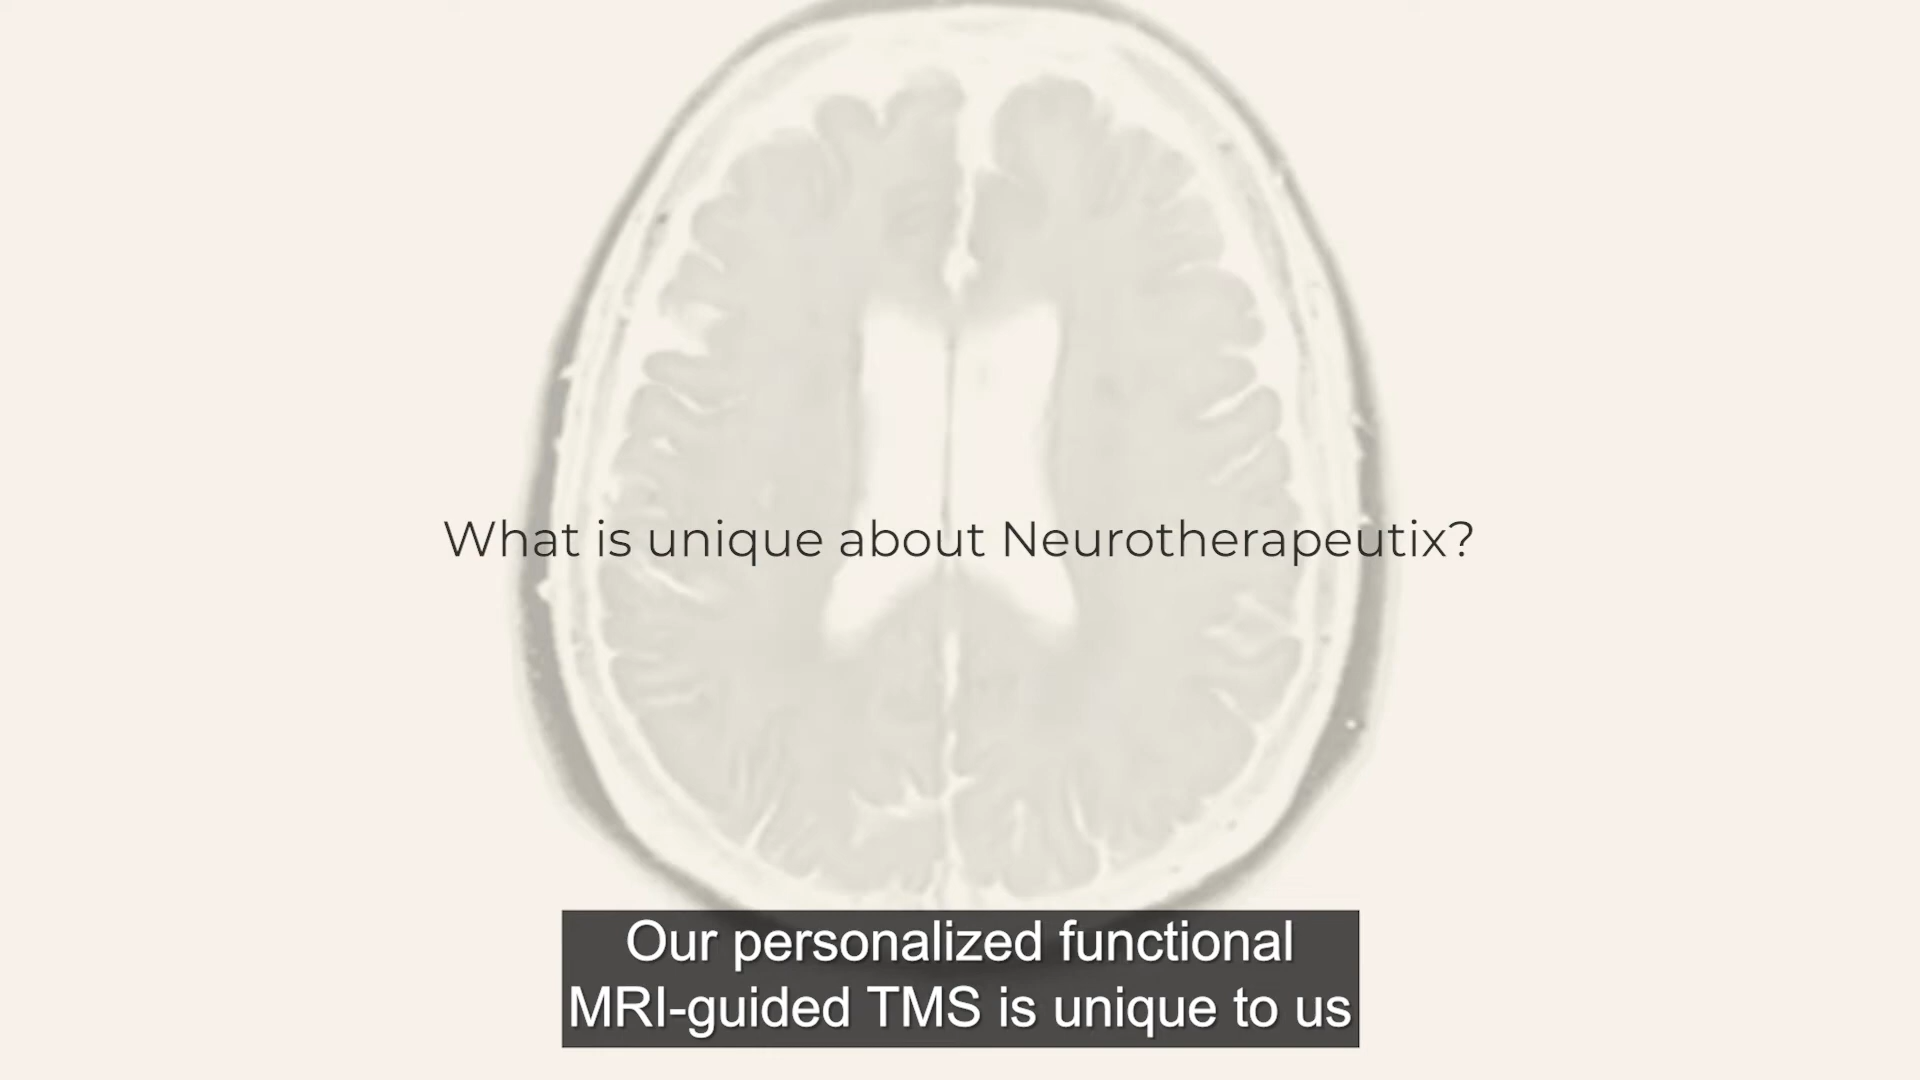 What is unique about Neurotherapeutix?
Our personalized functional
MRI-guided TMS is unique to us